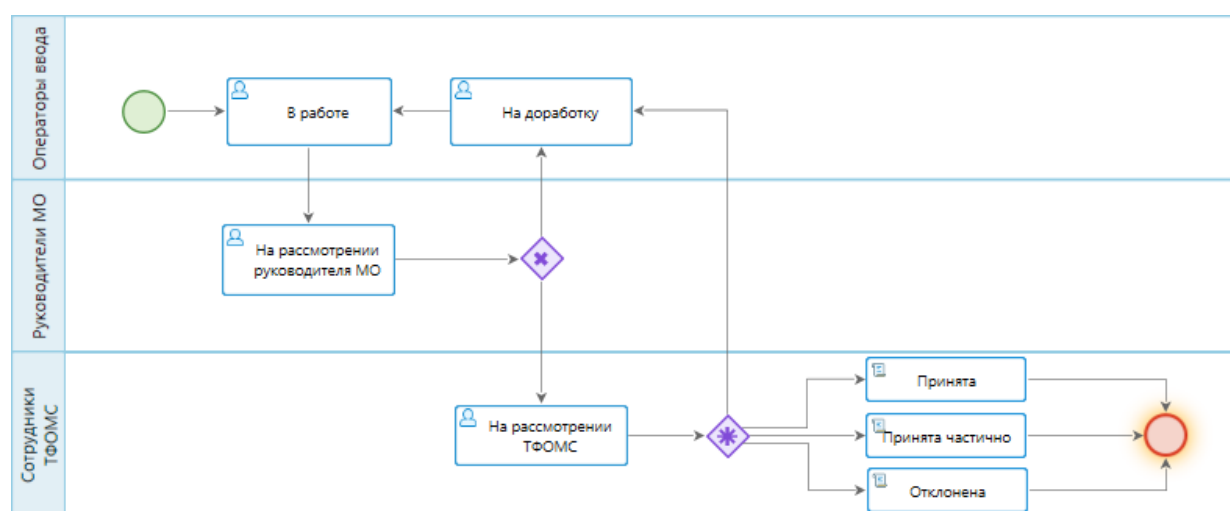 Операторы ввода
В работе
На доработку
Руководители МО
На рассмотрении
руководителя МО
Сотрудники
ТФОМС
На рассмотрении
ТФОМС
Принята
Принята частично
Отклонена